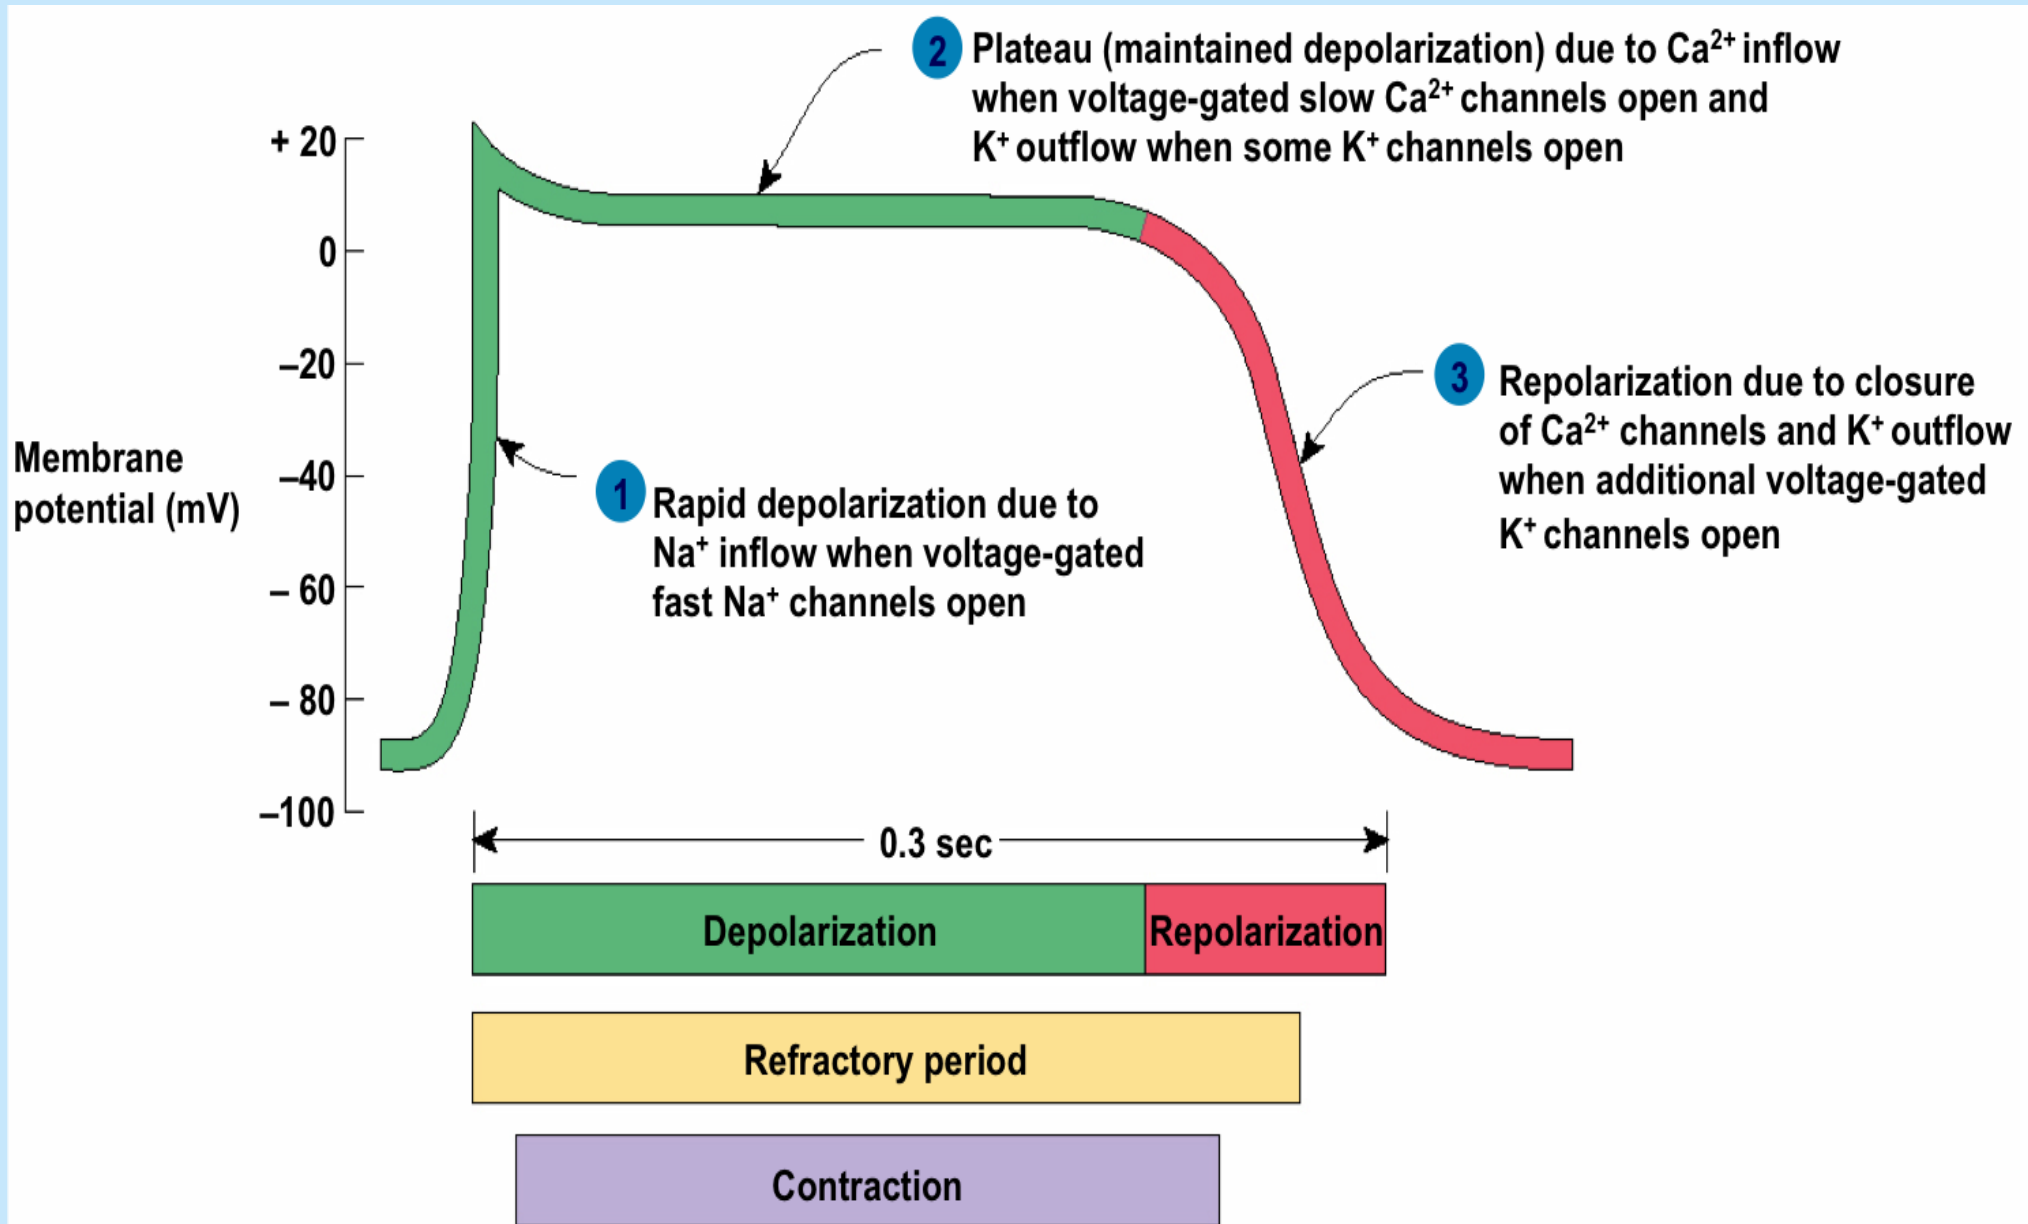 2 Plateau (maintained depolarization) due to Ca²⁺ inflow
when voltage-gated slow Ca²⁺ channels open and
K⁺ outflow when some K⁺ channels open
+ 20
0
–20
–40
– 60
– 80
–100
Membrane
potential (mV)
1 Rapid depolarization due to
Na⁺ inflow when voltage-gated
fast Na⁺ channels open
3 Repolarization due to closure
of Ca²⁺ channels and K⁺ outflow
when additional voltage-gated
K⁺ channels open
0.3 sec
Depolarization
Repolarization
Refractory period
Contraction